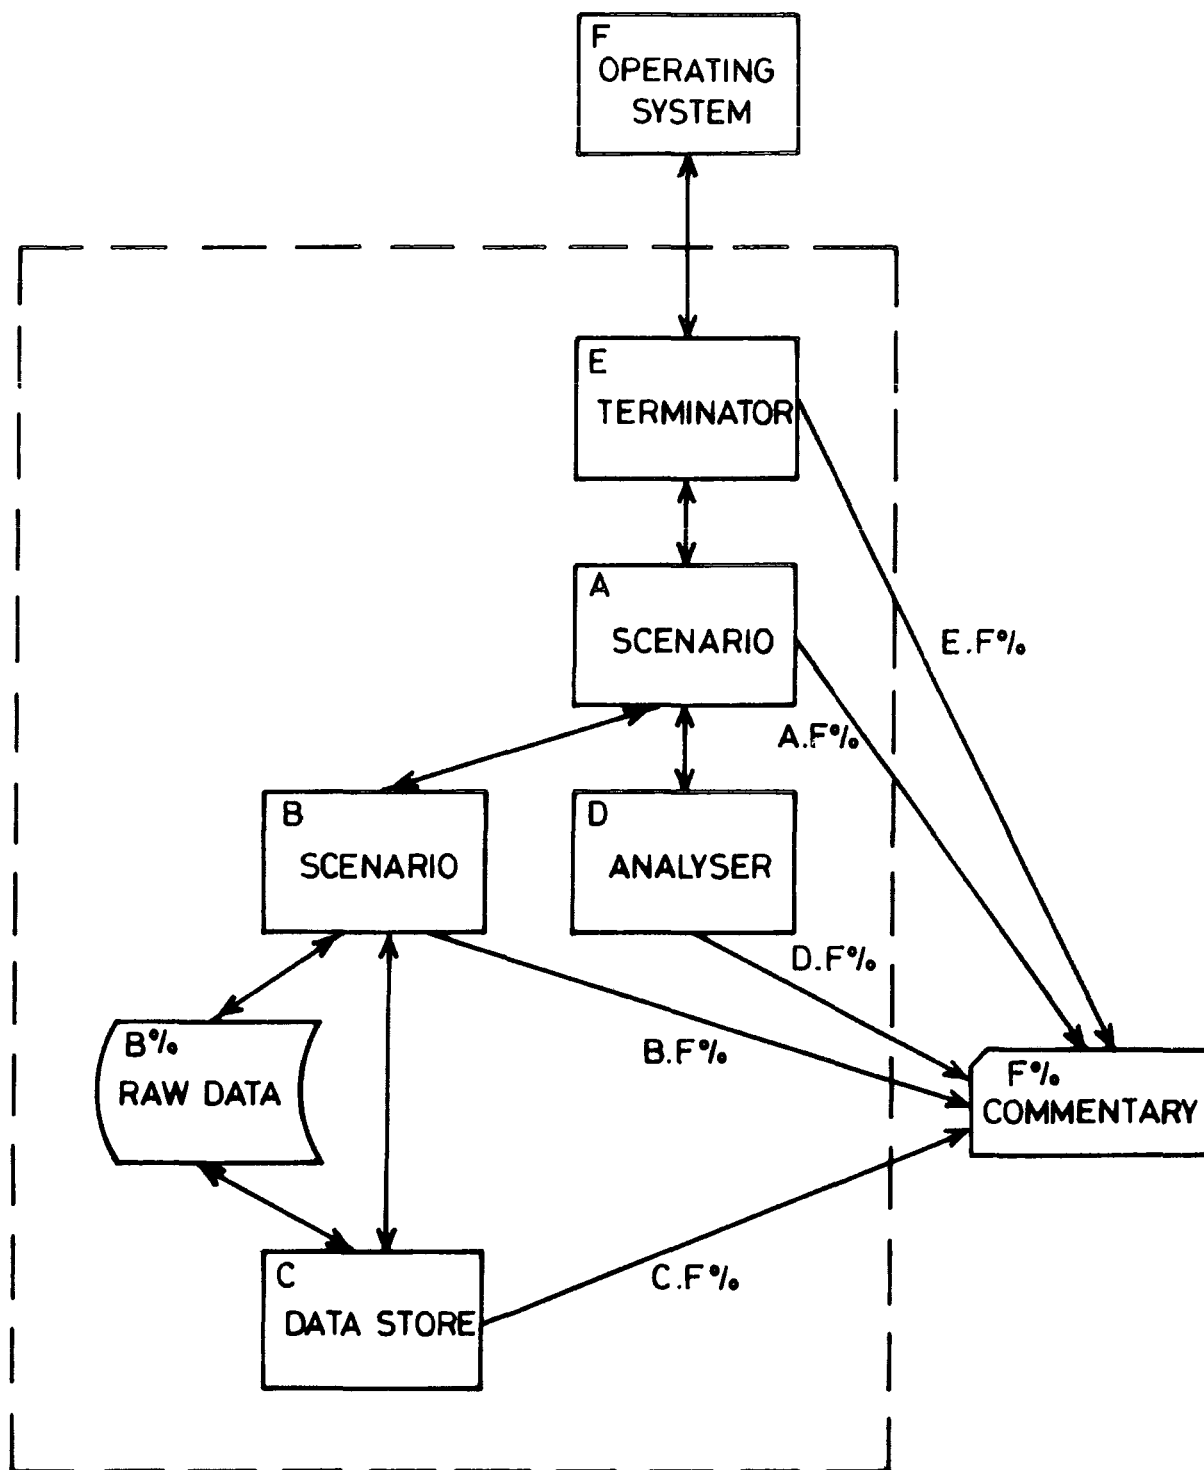 F
OPERATING
SYSTEM
E
TERMINATOR
A
SCENARIO
E.F%
A.F%
B
SCENARIO
D
ANALYSER
D.F%
B.F%
B%
RAW DATA
F%
COMMENTARY
C
DATA STORE
C.F%